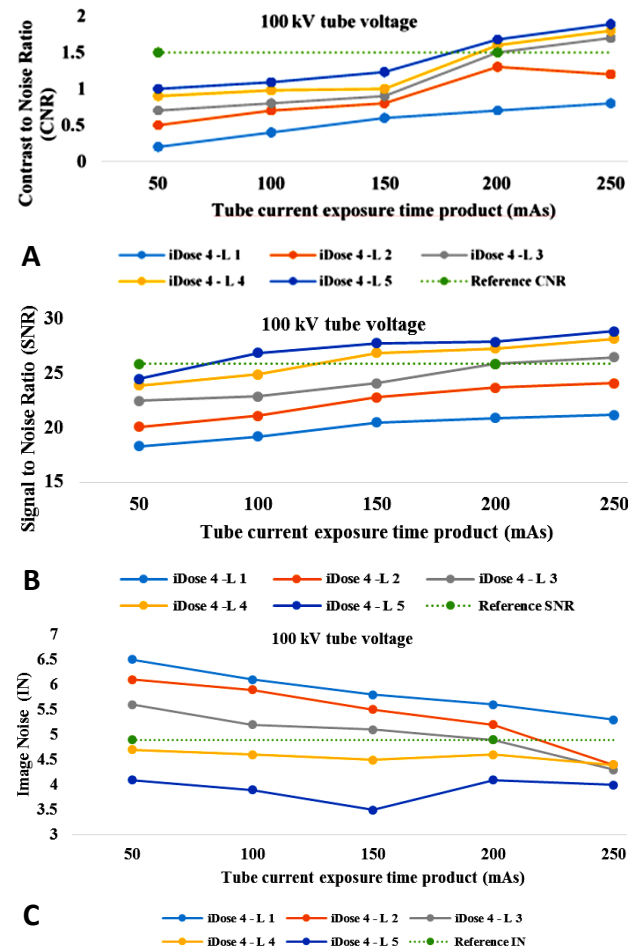 100 kV tube voltage
Contrast to Noise Ratio
(CNR)
2
1.5
1
0.5
0
50 100 150 200 250
Tube current exposure time product (mAs)
A
iDose 4 -L 1 iDose 4 -L 2 iDose 4 -L 3
iDose 4 - L 4 iDose 4 -L 5 Reference CNR
100 kV tube voltage
Signal to Noise Ratio (SNR)
30
25
20
15
50 100 150 200 250
Tube current exposure time product (mAs)
B
iDose 4 -L 1 iDose 4 -L 2 iDose 4 - L 3
iDose 4 - L 4 iDose 4 - L 5 Reference SNR
100 kV tube voltage
Image Noise (IN)
7
6.5
6
5.5
5
4.5
4
3.5
3
50 100 150 200 250
Tube current exposure time product (mAs)
C
iDose 4 - L 1 iDose 4 - L 2 iDose 4 - L 3
iDose 4 - L 4 iDose 4 - L 5 Reference IN